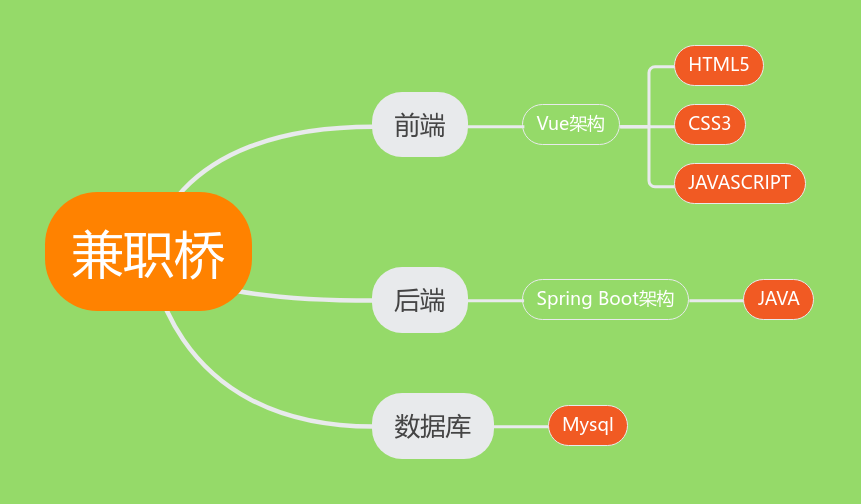 兼职桥
前端
Vue架构
HTML5
CSS3
JAVASCRIPT
后端
Spring Boot架构
JAVA
数据库
Mysql